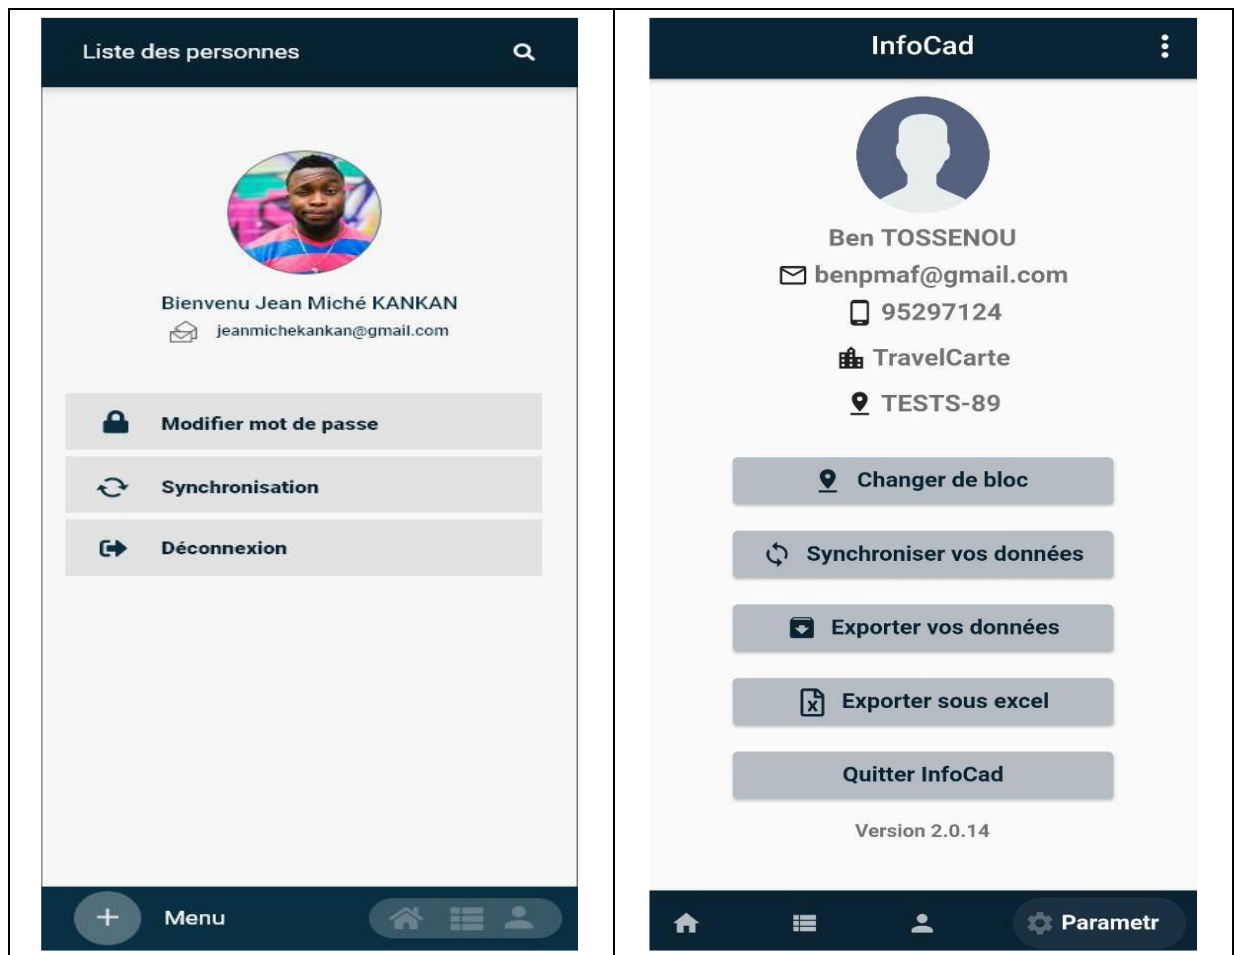 Liste des personnes
Bienvenu Jean Miché KANKAN
jeanmichekankan@gmail.com
Modifier mot de passe
Synchronisation
Déconnexion
Menu
InfoCad
Ben TOSSENOU
benpmaf@gmail.com
95297124
TravelCarte
TESTS-89
Changer de bloc
Synchroniser vos données
Exporter vos données
Exporter sous excel
Quitter InfoCad
Version 2.0.14
Parametr